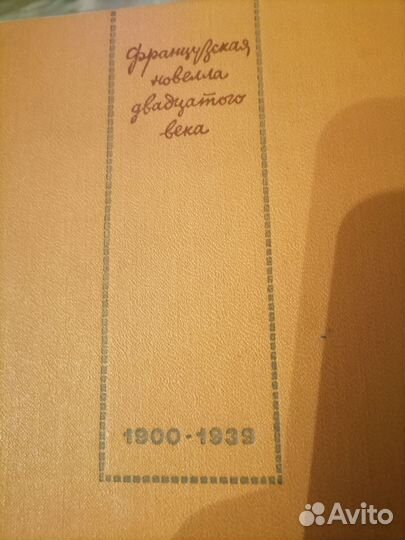 Французская
новелла
двадцатого
века
1900-1939
Avito